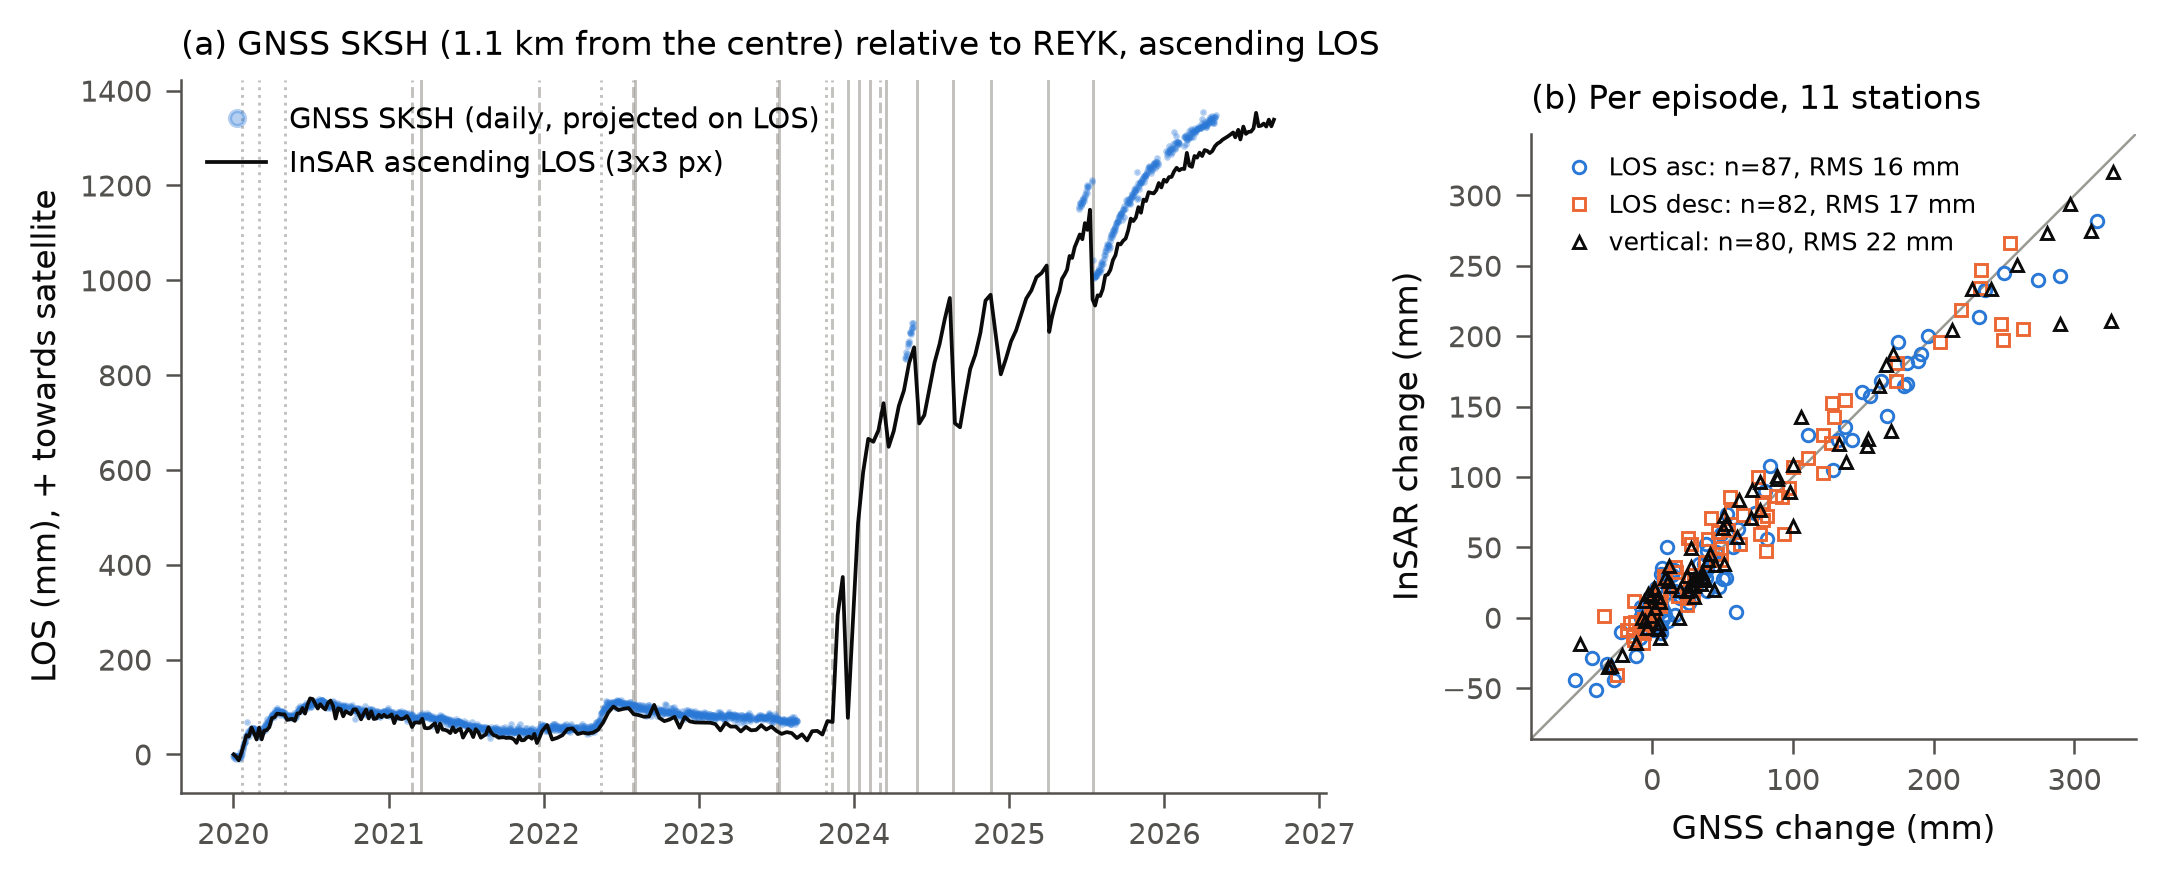 (a) GNSS SKSH (1.1 km from the centre) relative to REYK, ascending LOS
GNSS SKSH (daily, projected on LOS)
InSAR ascending LOS (3x3 px)
LOS (mm), + towards satellite
1400
1200
1000
800
600
400
200
0
2020 2021 2022 2023 2024 2025 2026 2027
(b) Per episode, 11 stations
LOS asc: n=87, RMS 16 mm
LOS desc: n=82, RMS 17 mm
vertical: n=80, RMS 22 mm
InSAR change (mm)
300
250
200
150
100
50
0
−50
0 100 200 300
GNSS change (mm)